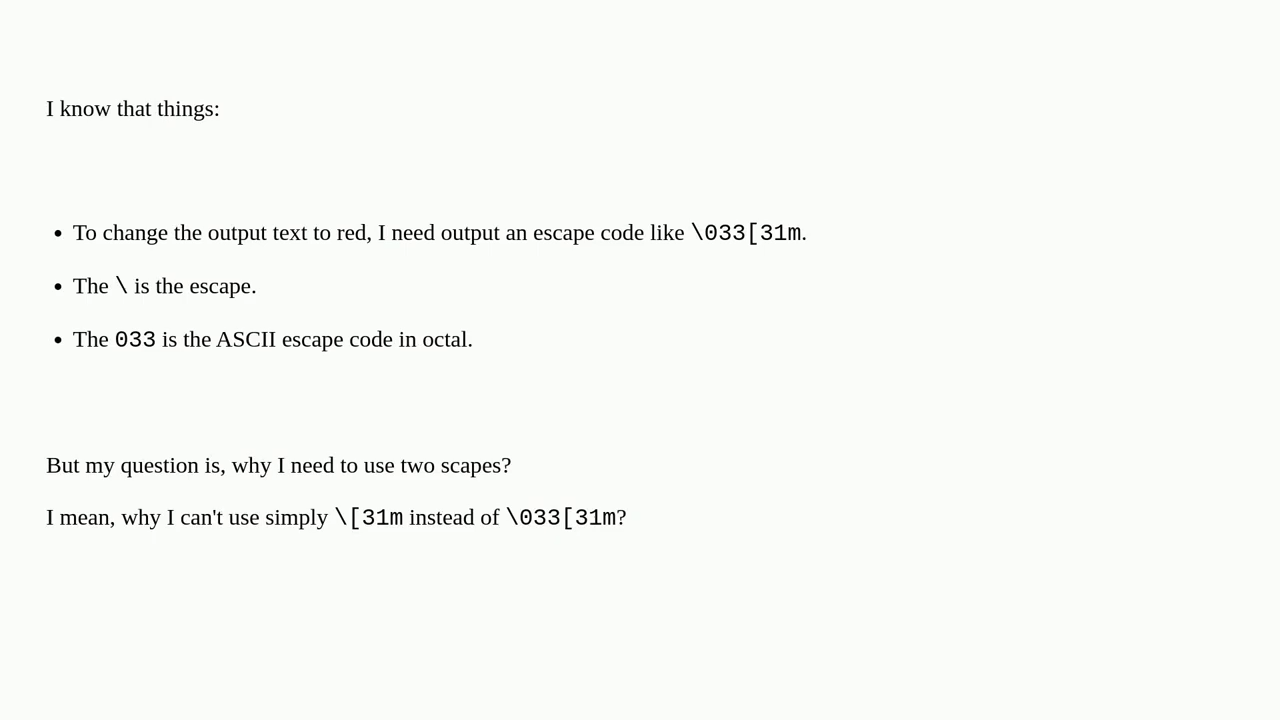 I know that things:
• To change the output text to red, I need output an escape code like \033[31m.
• The \ is the escape.
• The 033 is the ASCII escape code in octal.
But my question is, why I need to use two scapes?
I mean, why I can't use simply \[31m instead of \033[31m?